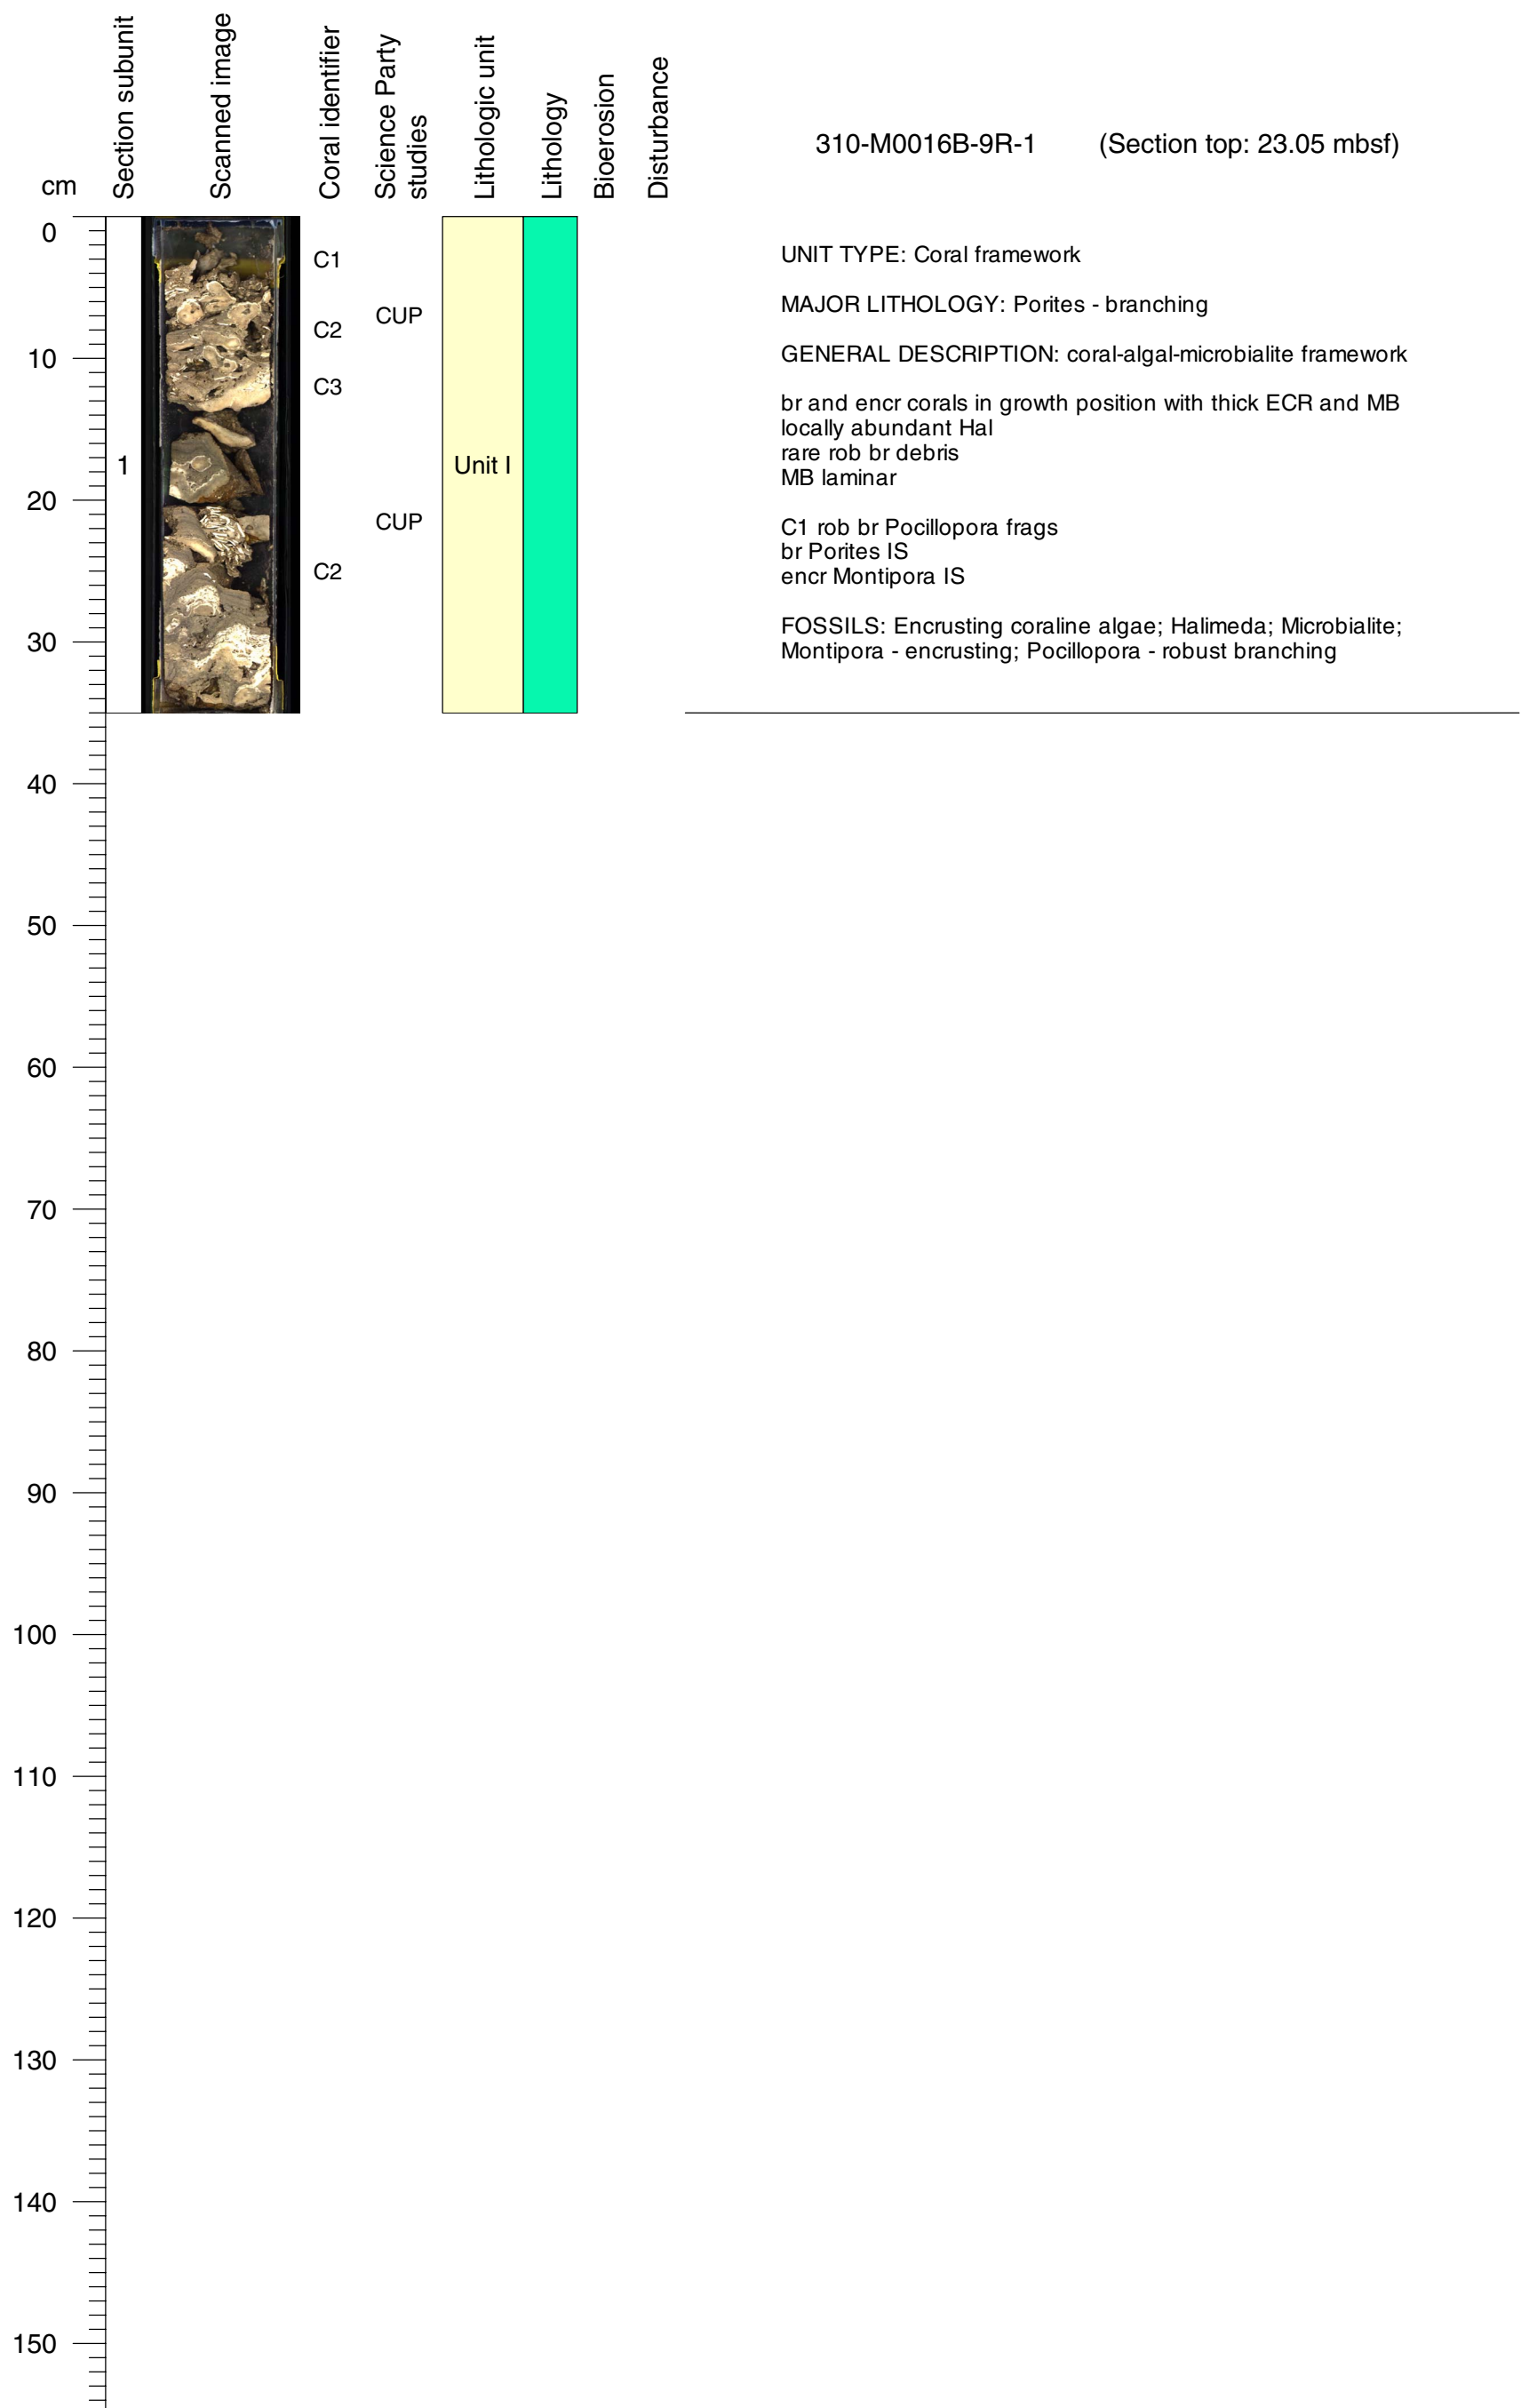 Section subunit
Scanned image
Coral identifier
Science Party
studies
Lithologic unit
Lithology
Bioerosion
Disturbance
cm
310-M0016B-9R-1 (Section top: 23.05 mbsf)
0
10
20
30
40
50
60
70
80
90
100
110
120
130
140
150
1
C1
C2
C3
C2
CUP
CUP
Unit I
UNIT TYPE: Coral framework
MAJOR LITHOLOGY: Porites - branching
GENERAL DESCRIPTION: coral-algal-microbialite framework
br and encr corals in growth position with thick ECR and MB
locally abundant Hal
rare rob br debris
MB laminar
C1 rob br Pocillopora frags
br Porites IS
encr Montipora IS
FOSSILS: Encrusting coraline algae; Halimeda; Microbialite;
Montipora - encrusting; Pocillopora - robust branching